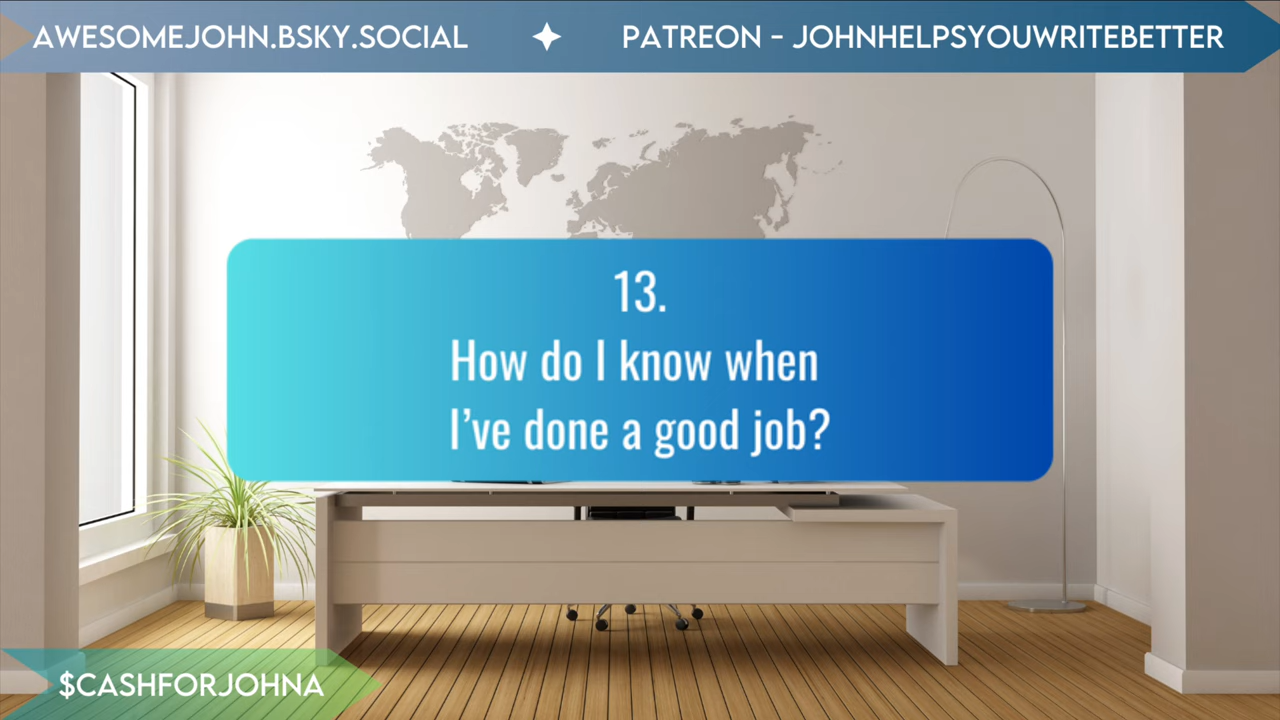 AWESOMEJOHN.BSKY.SOCIAL
PATREON - JOHNHELPSYOUWRITEBETTER
13.
How do I know when
I've done a good job?
$CASHFORJOHNA